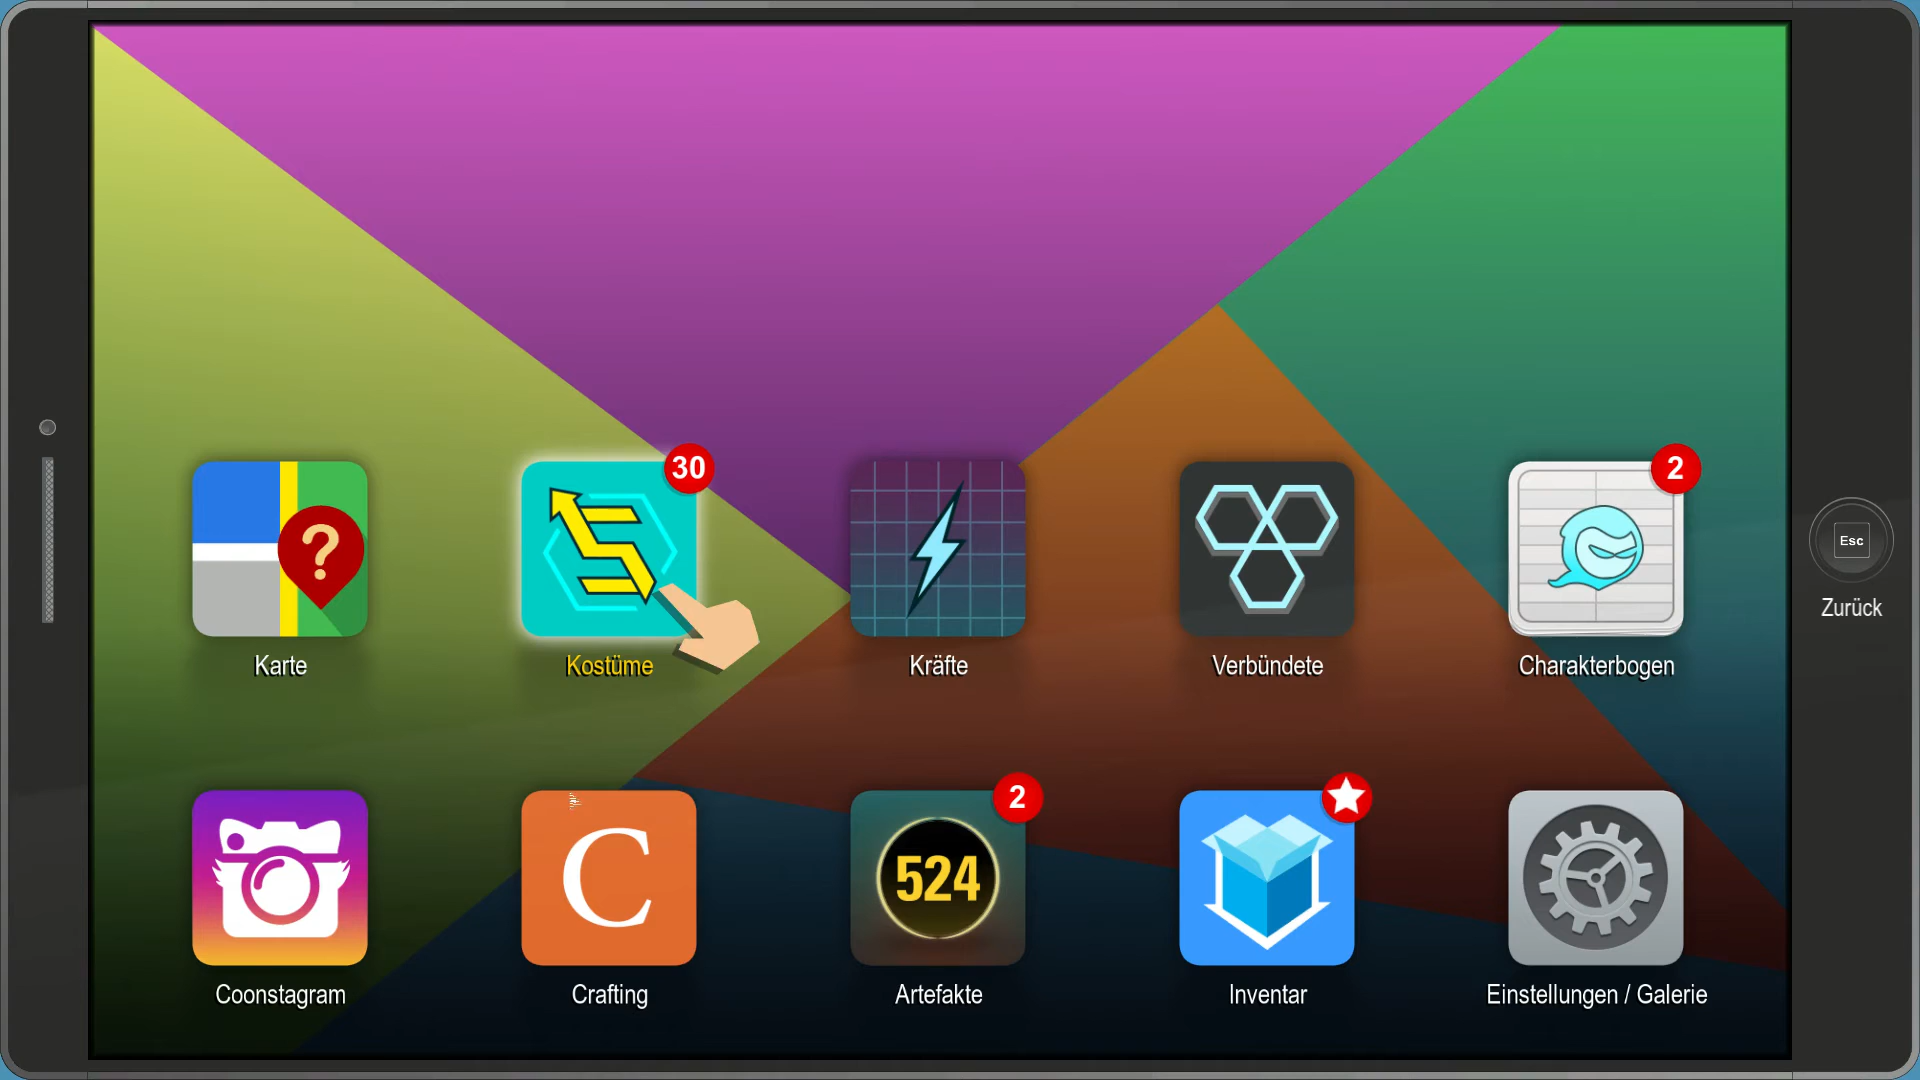 30
2
?
Karte
Kostüme
Kräfte
Verbündete
Charakterbogen
Esc
Zurück
2
C
524
Coonstagram
Crafting
Artefakte
Inventar
Einstellungen / Galerie